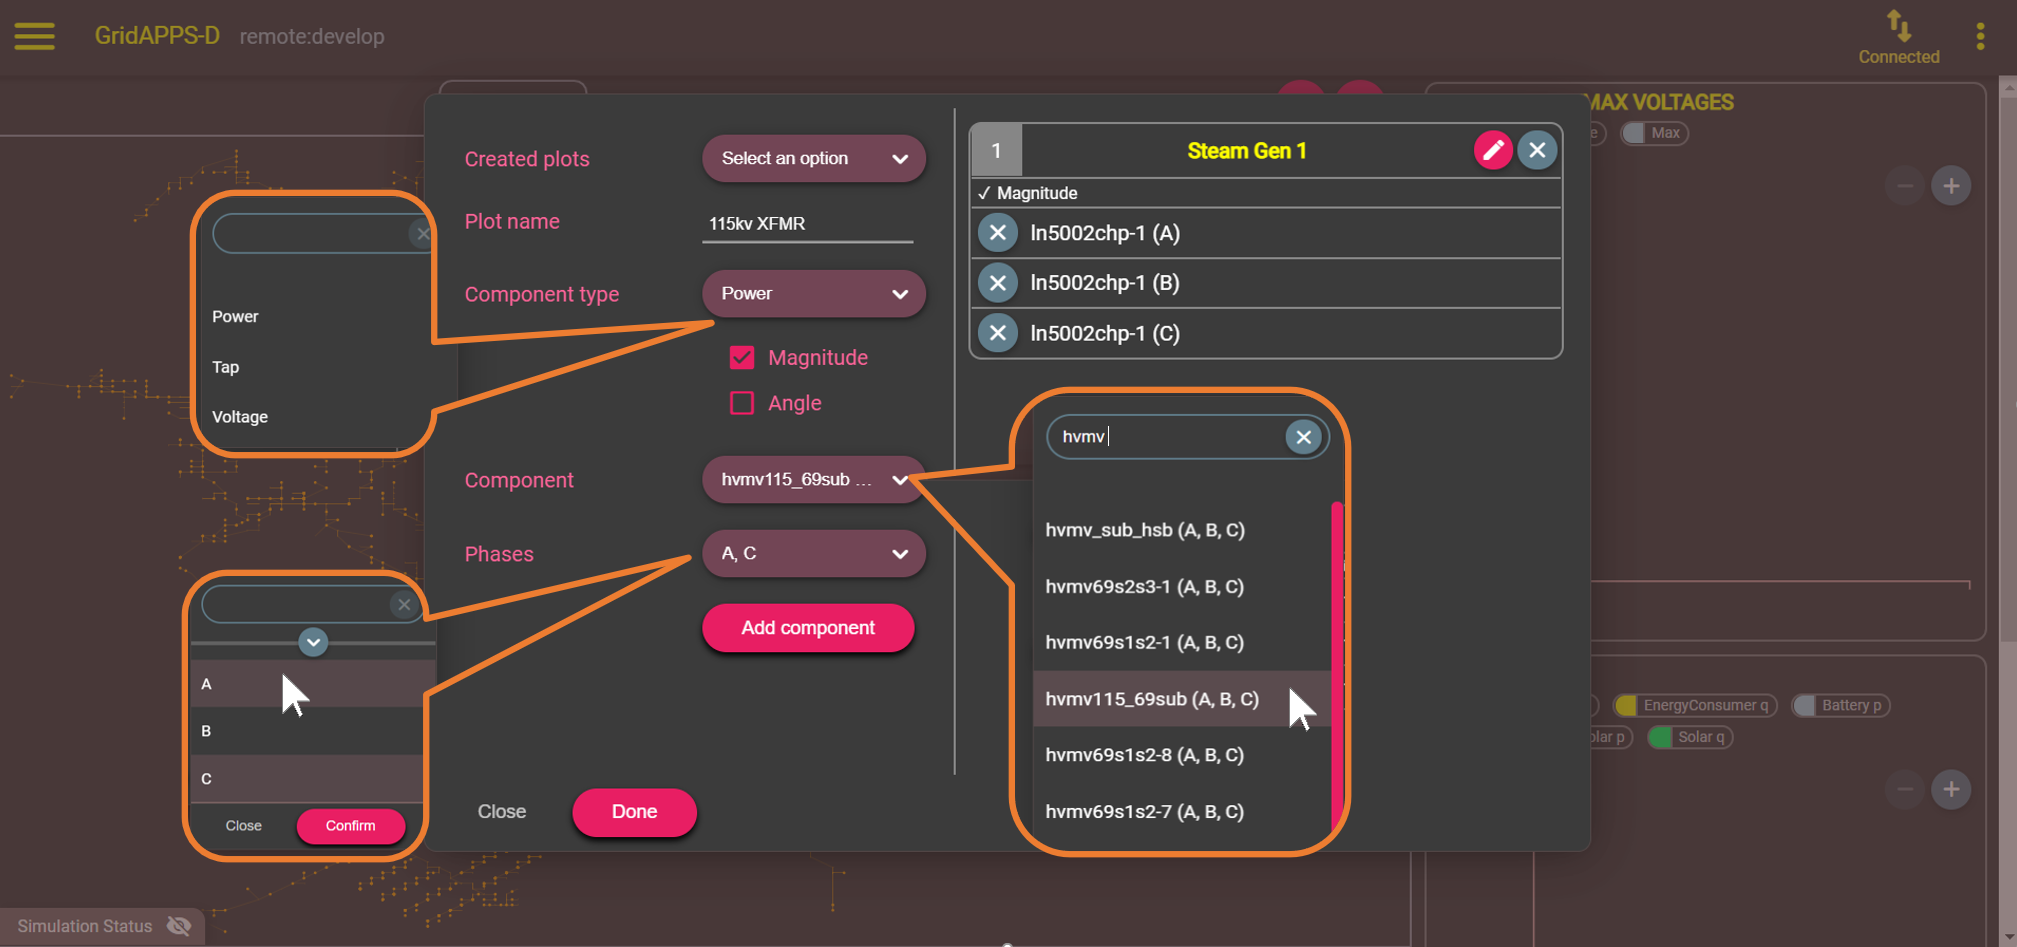 GridAPPS-D remote:develop
Connected
MAX VOLTAGES
Max
Created plots
Select an option
Plot name
115kv XFMR
Component type
Power
Magnitude
Angle
Component
hvmv115_69sub ...
Phases
A, C
Add component
Close
Done
1
Steam Gen 1
✓ Magnitude
ln5002chp-1 (A)
ln5002chp-1 (B)
ln5002chp-1 (C)
Power
Tap
Voltage
A
B
C
Close
Confirm
hvmv
hvmv_sub_hsb (A, B, C)
hvmv69s2s3-1 (A, B, C)
hvmv69s1s2-1 (A, B, C)
hvmv115_69sub (A, B, C)
hvmv69s1s2-8 (A, B, C)
hvmv69s1s2-7 (A, B, C)
EnergyConsumer q
Battery p
p
Solar q
Simulation Status